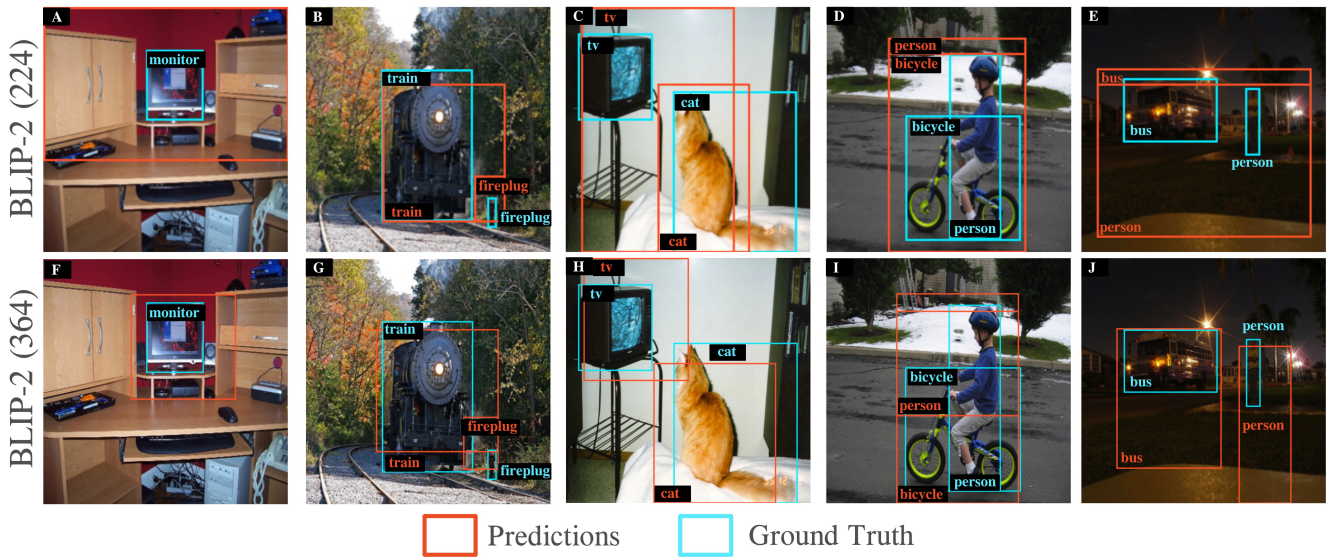 BLIP-2 (224)
A
monitor
B
train
fireplug
train
fireplug
C
tv
tv
cat
cat
D
person
bicycle
bicycle
person
E
bus
bus
person
person
BLIP-2 (364)
F
monitor
G
train
fireplug
train
fireplug
H
tv
tv
cat
cat
I
bicycle
person
bicycle
person
J
person
bus
person
bus
Predictions
Ground Truth